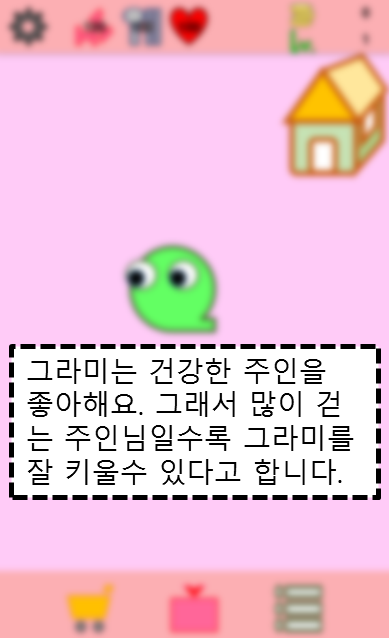 그라미는 건강한 주인을
좋아해요. 그래서 많이 걷
는 주인님일수록 그라미를
잘 키울수 있다고 합니다.